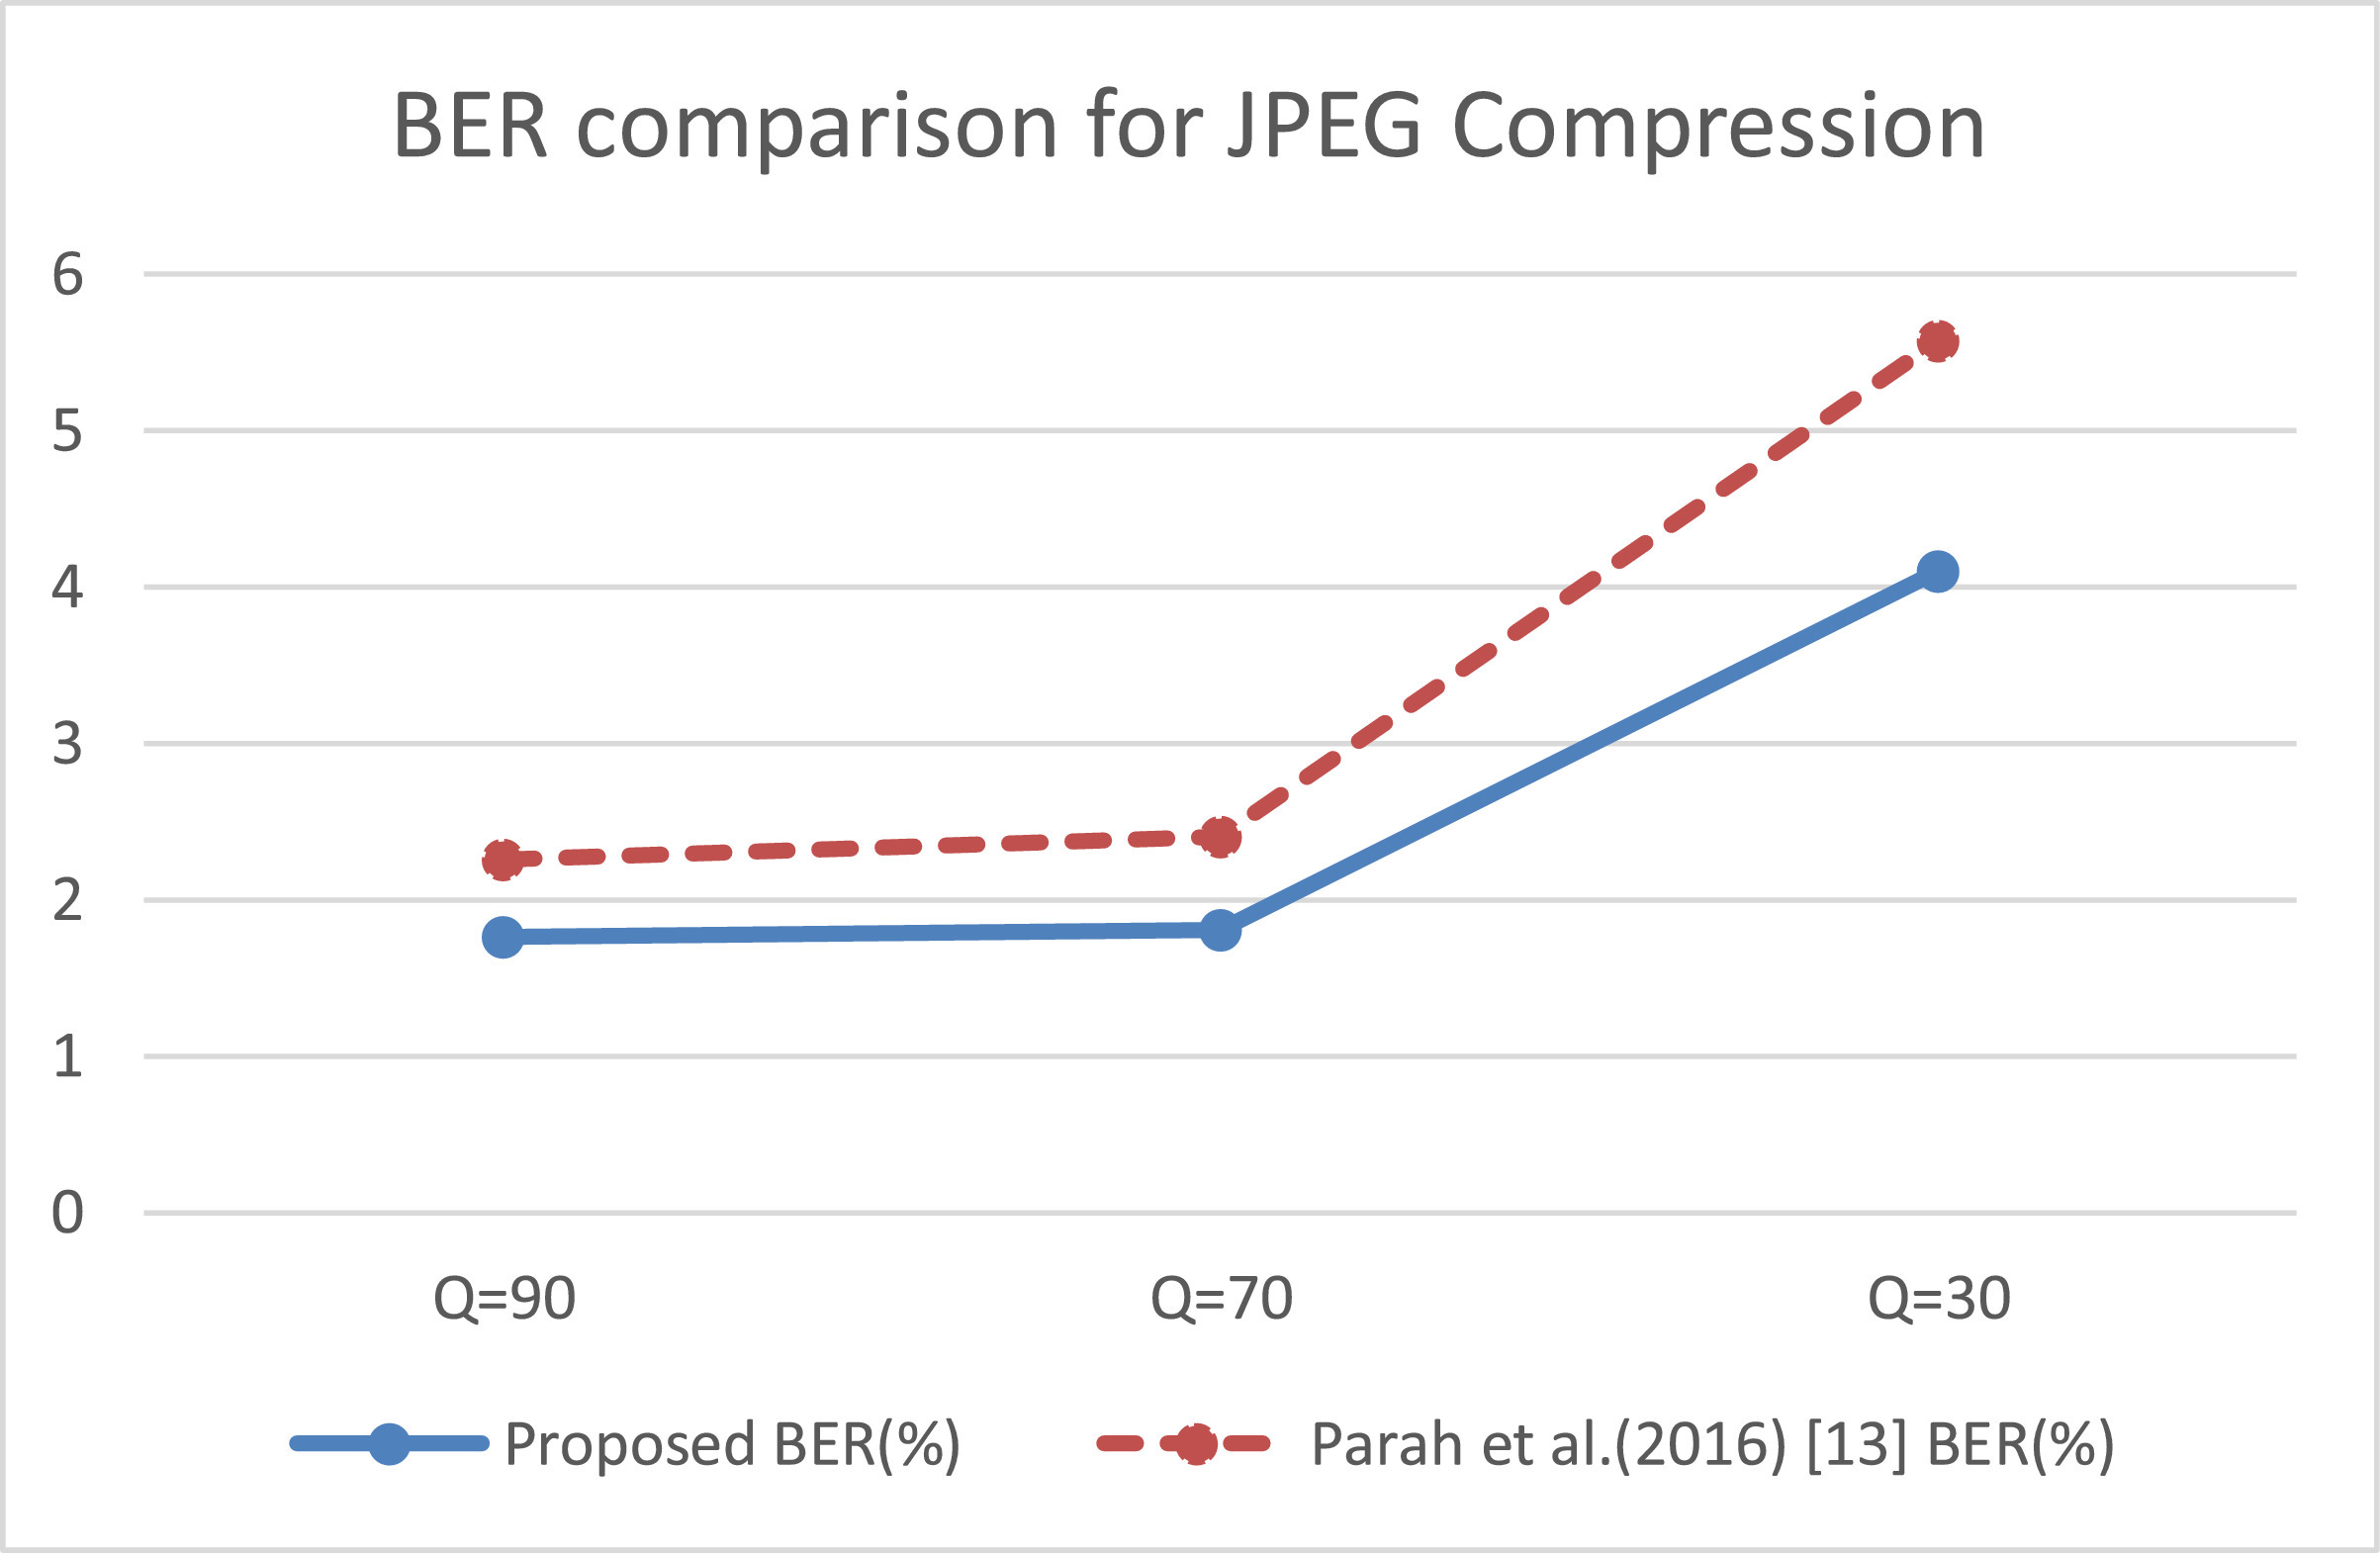 BER comparison for JPEG Compression
6
5
4
3
2
1
0
Q=90 Q=70 Q=30
Proposed BER(%) Parah et al.(2016) [13] BER(%)